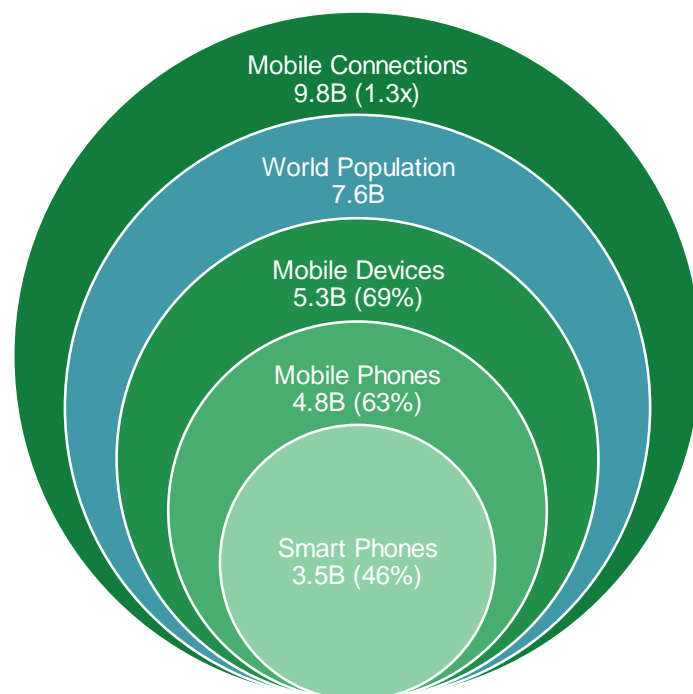 Mobile Connections
9.8B (1.3x)
World Population
7.6B
Mobile Devices
5.3B (69%)
Mobile Phones
4.8B (63%)
Smart Phones
3.5B (46%)